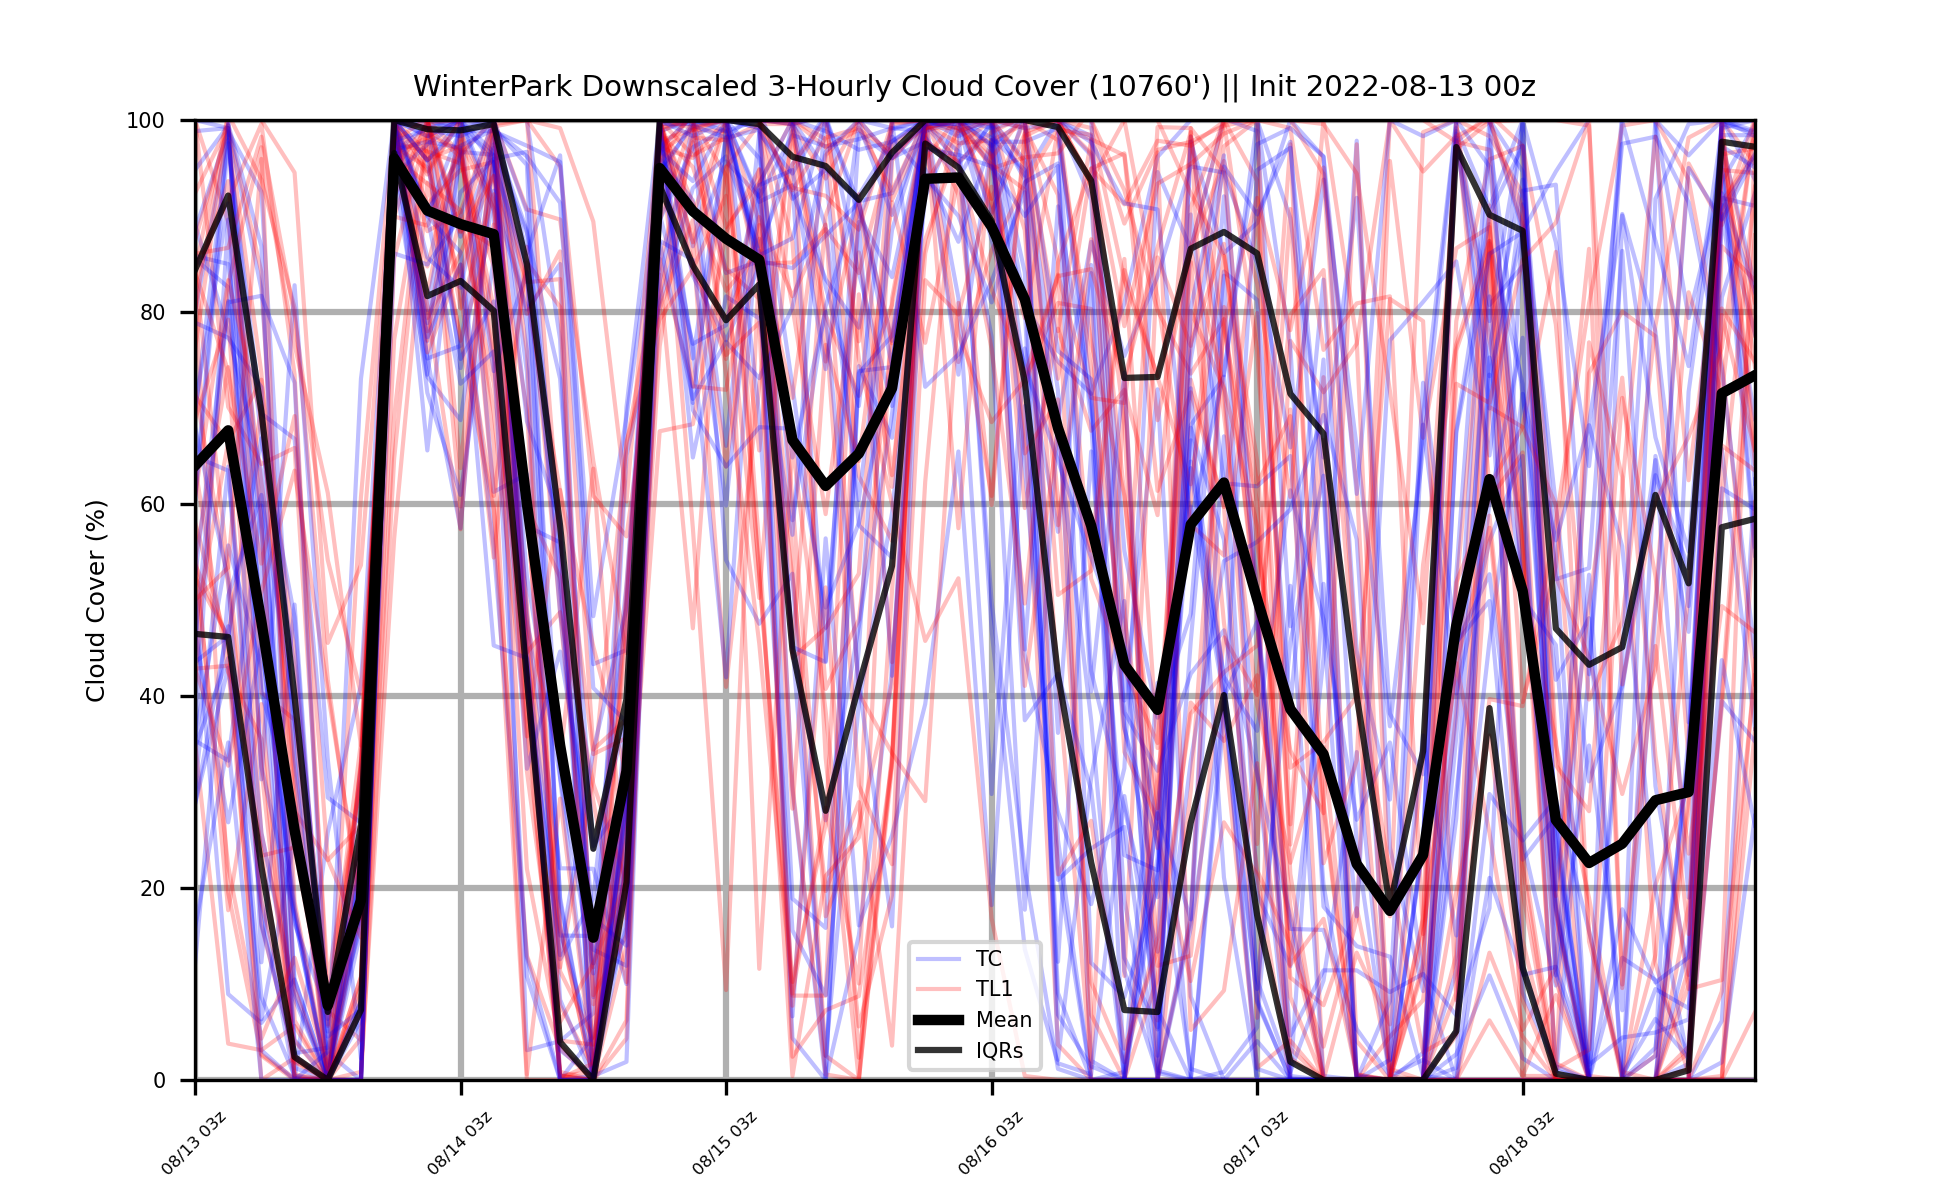 WinterPark Downscaled 3-Hourly Cloud Cover (10760') || Init 2022-08-13 00z
Cloud Cover (%)
100
80
60
40
20
0
TC
TL1
Mean
IQRs
08/13 03z
08/14 03z
08/15 03z
08/16 03z
08/17 03z
08/18 03z